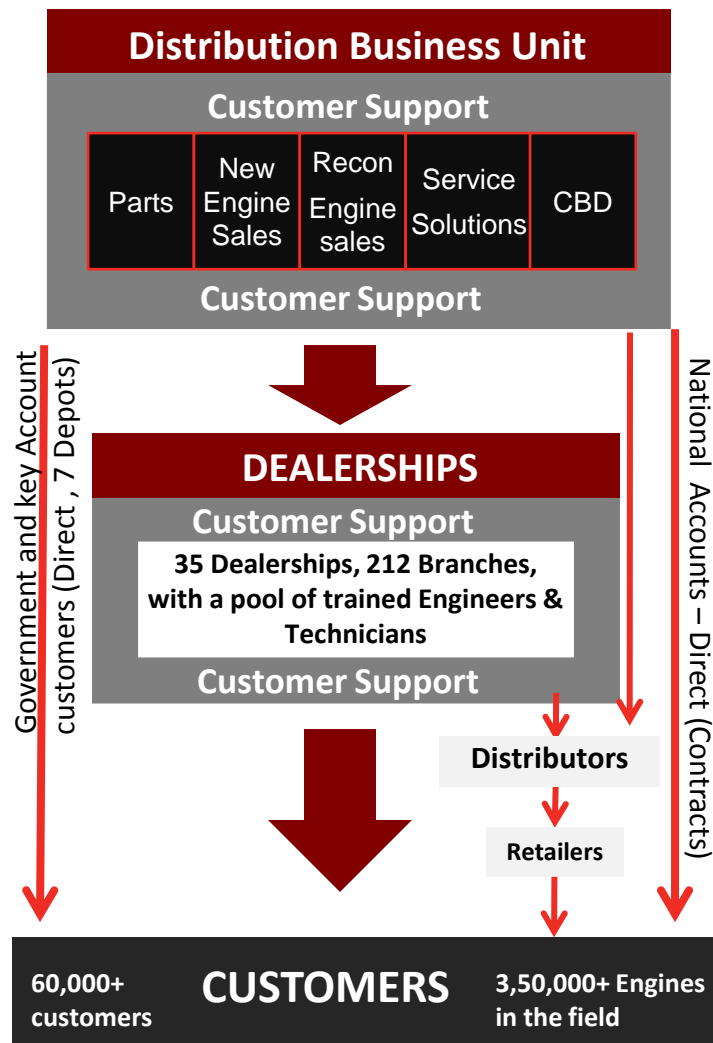 Distribution Business Unit
Customer Support
Parts
New
Engine
Sales
Recon
Engine
sales
Service
Solutions
CBD
Customer Support
Government and key Account
customers (Direct , 7 Depots)
National Accounts – Direct (Contracts)
DEALERSHIPS
Customer Support
35 Dealerships, 212 Branches,
with a pool of trained Engineers &
Technicians
Customer Support
Distributors
Retailers
60,000+
customers
CUSTOMERS
3,50,000+ Engines
in the field